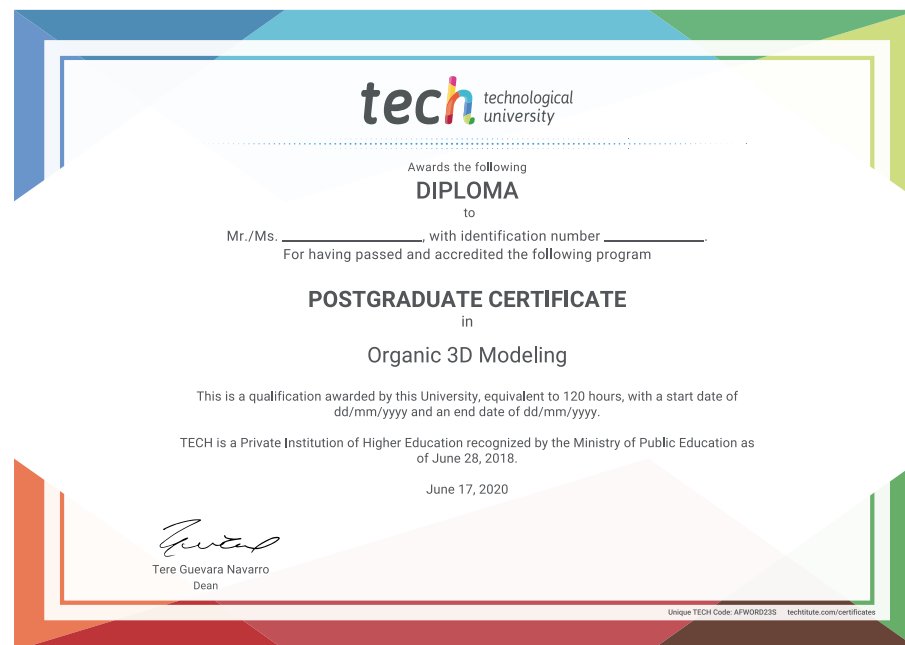 tech technological
university
Awards the following
DIPLOMA
to
Mr./Ms. ____________, with identification number ____________.
For having passed and accredited the following program
POSTGRADUATE CERTIFICATE
in
Organic 3D Modeling
This is a qualification awarded by this University, equivalent to 120 hours, with a start date of
dd/mm/yyyy and an end date of dd/mm/yyyy.
TECH is a Private Institution of Higher Education recognized by the Ministry of Public Education as
of June 28, 2018.
June 17, 2020
Tere Guevara Navarro
Dean
Unique TECH Code: AFWORD23S techtitute.com/certificates